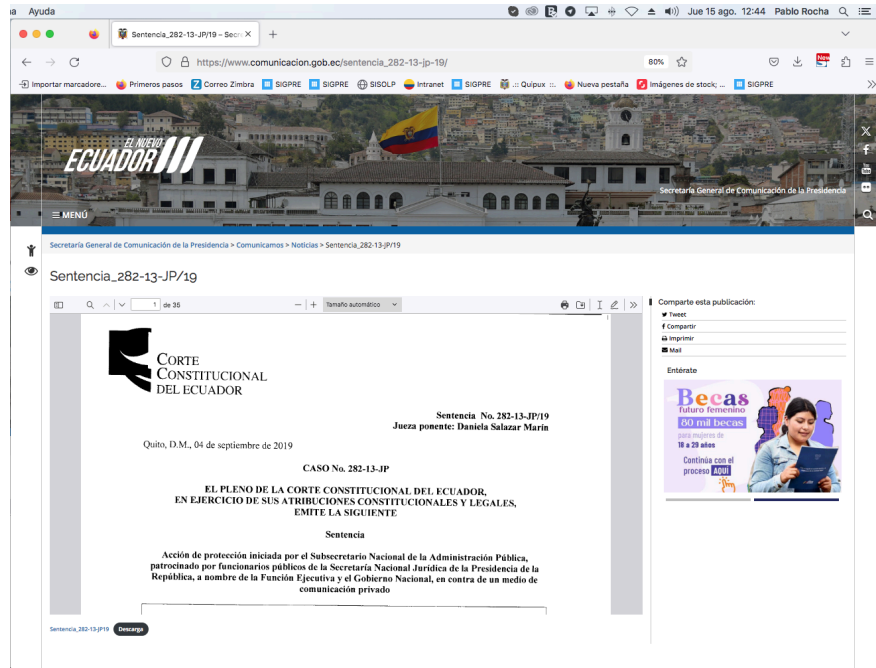 a Ayuda
Jue 15 ago. 12:44 Pablo Rocha
Sentencia_282-13-JP/19 – Secre
https://www.comunicacion.gob.ec/sentencia_282-13-jp-19/
80%
New
Importar marcadore... Primeros pasos Correo Zimbra SIGPRE SIGPRE SISOLP Intranet SIGPRE .:: Quipux ::. Nueva pestaña Imágenes de stock; ... SIGPRE
EL NUEVO
ECUADOR
Secretaría General de Comunicación de la Presidencia
MENÚ
Secretaría General de Comunicación de la Presidencia > Comunicamos > Noticias > Sentencia_282-13-JP/19
Sentencia_282-13-JP/19
1 de 36
Tamaño automático
CORTE
CONSTITUCIONAL
DEL ECUADOR
Sentencia No. 282-13-JP/19
Jueza ponente: Daniela Salazar Marín
Quito, D.M., 04 de septiembre de 2019
CASO No. 282-13-JP
EL PLENO DE LA CORTE CONSTITUCIONAL DEL ECUADOR,
EN EJERCICIO DE SUS ATRIBUCIONES CONSTITUCIONALES Y LEGALES,
EMITE LA SIGUIENTE
Sentencia
Acción de protección iniciada por el Subsecretario Nacional de la Administración Pública,
patrocinado por funcionarios públicos de la Secretaría Nacional Jurídica de la Presidencia de la
República, a nombre de la Función Ejecutiva y el Gobierno Nacional, en contra de un medio de
comunicación privado
Sentencia_282-13-JP19 Descarga
Comparte esta publicación:
Tweet
Compartir
Imprimir
Mail
Entérate
Becas
futuro femenino
80 mil becas
para mujeres de
18 a 29 años
Continúa con el
proceso AQUÍ